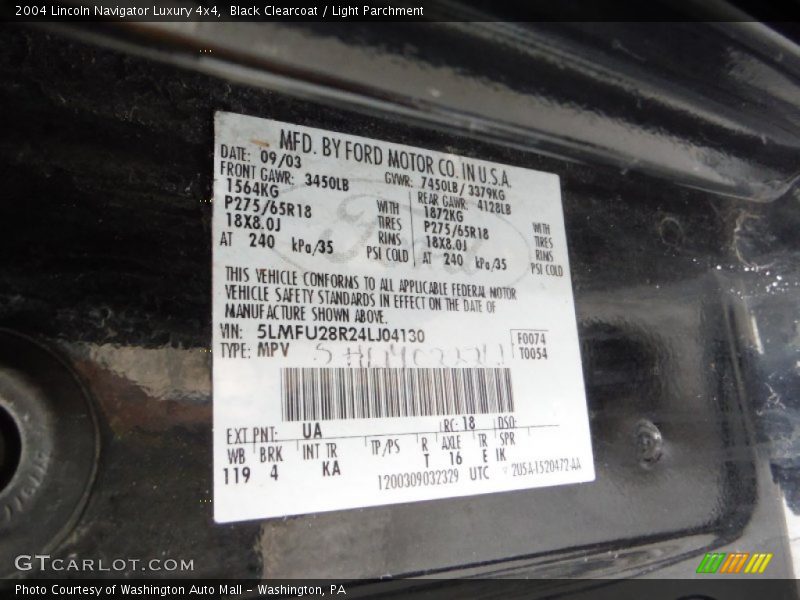 2004 Lincoln Navigator Luxury 4x4,  Black Clearcoat / Light Parchment
MFD. BY FORD MOTOR CO. IN U.S.A.
DATE: 09/03 GVWR: 7450LB / 3379KG
FRONT GAWR: 3450LB REAR GAWR: 4128LB
1564KG WITH 1872KG WITH
P275/65R18 TIRES P275/65R18 TIRES
18X8.0J RIMS 18X8.0J RIMS
AT 240 kPa/35 PSI COLD AT 240 kPa/35 PSI COLD
THIS VEHICLE CONFORMS TO ALL APPLICABLE FEDERAL MOTOR
VEHICLE SAFETY STANDARDS IN EFFECT ON THE DATE OF
MANUFACTURE SHOWN ABOVE.
VIN: 5LMFU28R24LJ04130 F0074
TYPE: MPV T0054
EXT PNT: UA RC: 18 DSO:
WB BRK INT TR TP/PS R AXLE TR SPR
119 4 KA T 16 E IK
1200309032329 UTC 2U5A-1520472-AA
Ford
GTCARLOT.COM
Photo Courtesy of Washington Auto Mall – Washington, PA